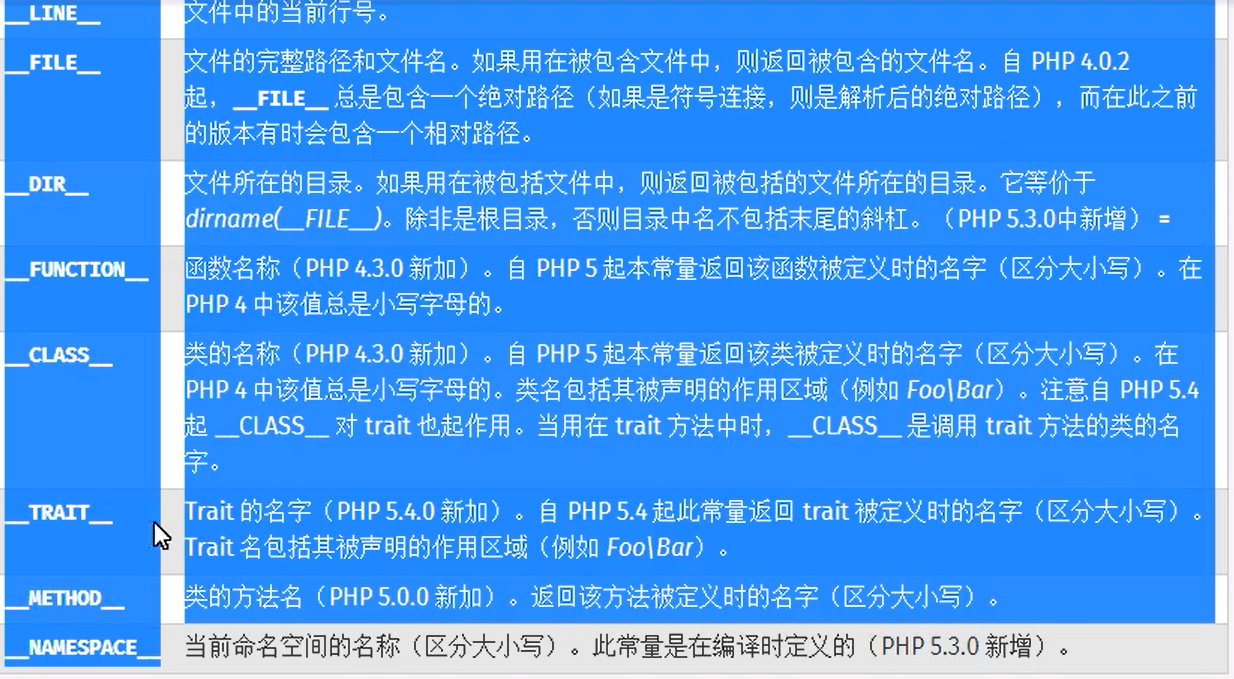 __LINE__ 文件中的当前行号。
__FILE__ 文件的完整路径和文件名。如果用在被包含文件中，则返回被包含的文件名。自 PHP 4.0.2
起，__FILE__ 总是包含一个绝对路径（如果是符号连接，则是解析后的绝对路径），而在此之前
的版本有时会包含一个相对路径。
__DIR__ 文件所在的目录。如果用在被包括文件中，则返回被包括的文件所在的目录。它等价于
dirname(__FILE__)。除非是根目录，否则目录中名不包括末尾的斜杠。（PHP 5.3.0中新增） =
__FUNCTION__ 函数名称（PHP 4.3.0 新加）。自 PHP 5 起本常量返回该函数被定义时的名字（区分大小写）。在
PHP 4 中该值总是小写字母的。
__CLASS__ 类的名称（PHP 4.3.0 新加）。自 PHP 5 起本常量返回该类被定义时的名字（区分大小写）。在
PHP 4 中该值总是小写字母的。类名包括其被声明的作用区域（例如 Foo\Bar）。注意自 PHP 5.4
起 __CLASS__ 对 trait 也起作用。当用在 trait 方法中时，__CLASS__ 是调用 trait 方法的类的名
字。
__TRAIT__ Trait 的名字（PHP 5.4.0 新加）。自 PHP 5.4 起此常量返回 trait 被定义时的名字（区分大小写）。
Trait 名包括其被声明的作用区域（例如 Foo\Bar）。
__METHOD__ 类的方法名（PHP 5.0.0 新加）。返回该方法被定义时的名字（区分大小写）。
__NAMESPACE__ 当前命名空间的名称（区分大小写）。此常量是在编译时定义的（PHP 5.3.0 新增）。